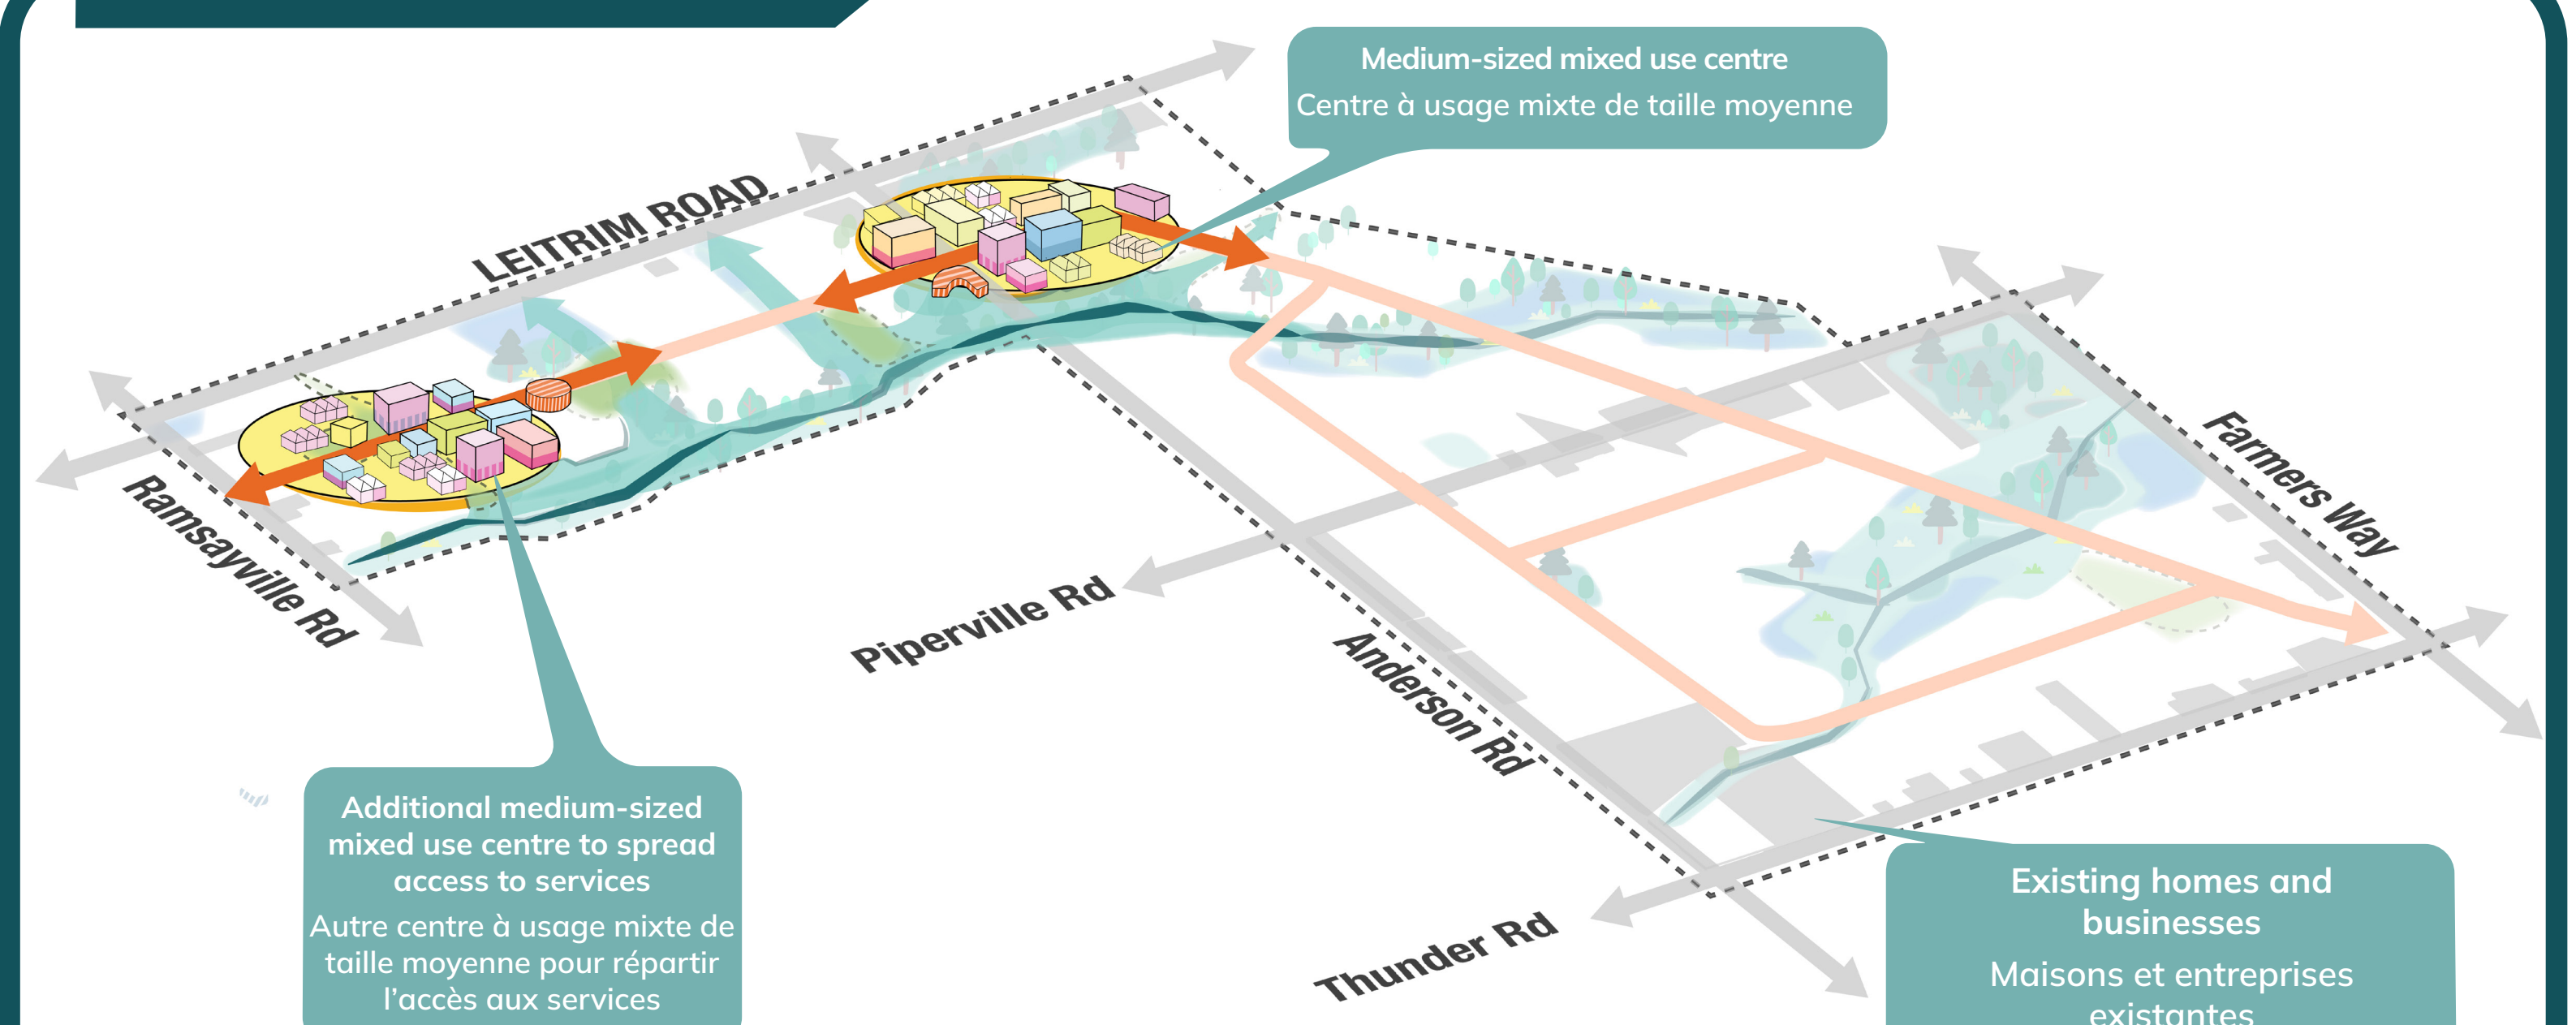 Medium-sized mixed use centre
Centre à usage mixte de taille moyenne
LEITRIM ROAD
Ramsayville Rd
Piperville Rd
Anderson Rd
Farmers Way
Thunder Rd
Additional medium-sized
mixed use centre to spread
access to services
Autre centre à usage mixte de
taille moyenne pour répartir
l'accès aux services
Existing homes and
businesses
Maisons et entreprises
existantes